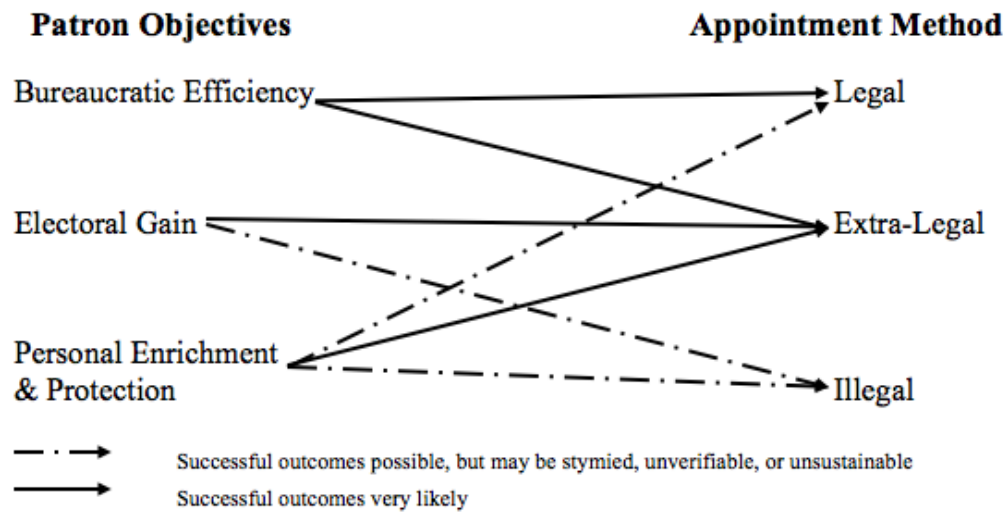 Patron Objectives
Appointment Method
Bureaucratic Efficiency
Legal
Electoral Gain
Extra-Legal
Personal Enrichment
& Protection
Illegal
Successful outcomes possible, but may be stymied, unverifiable, or unsustainable
Successful outcomes very likely